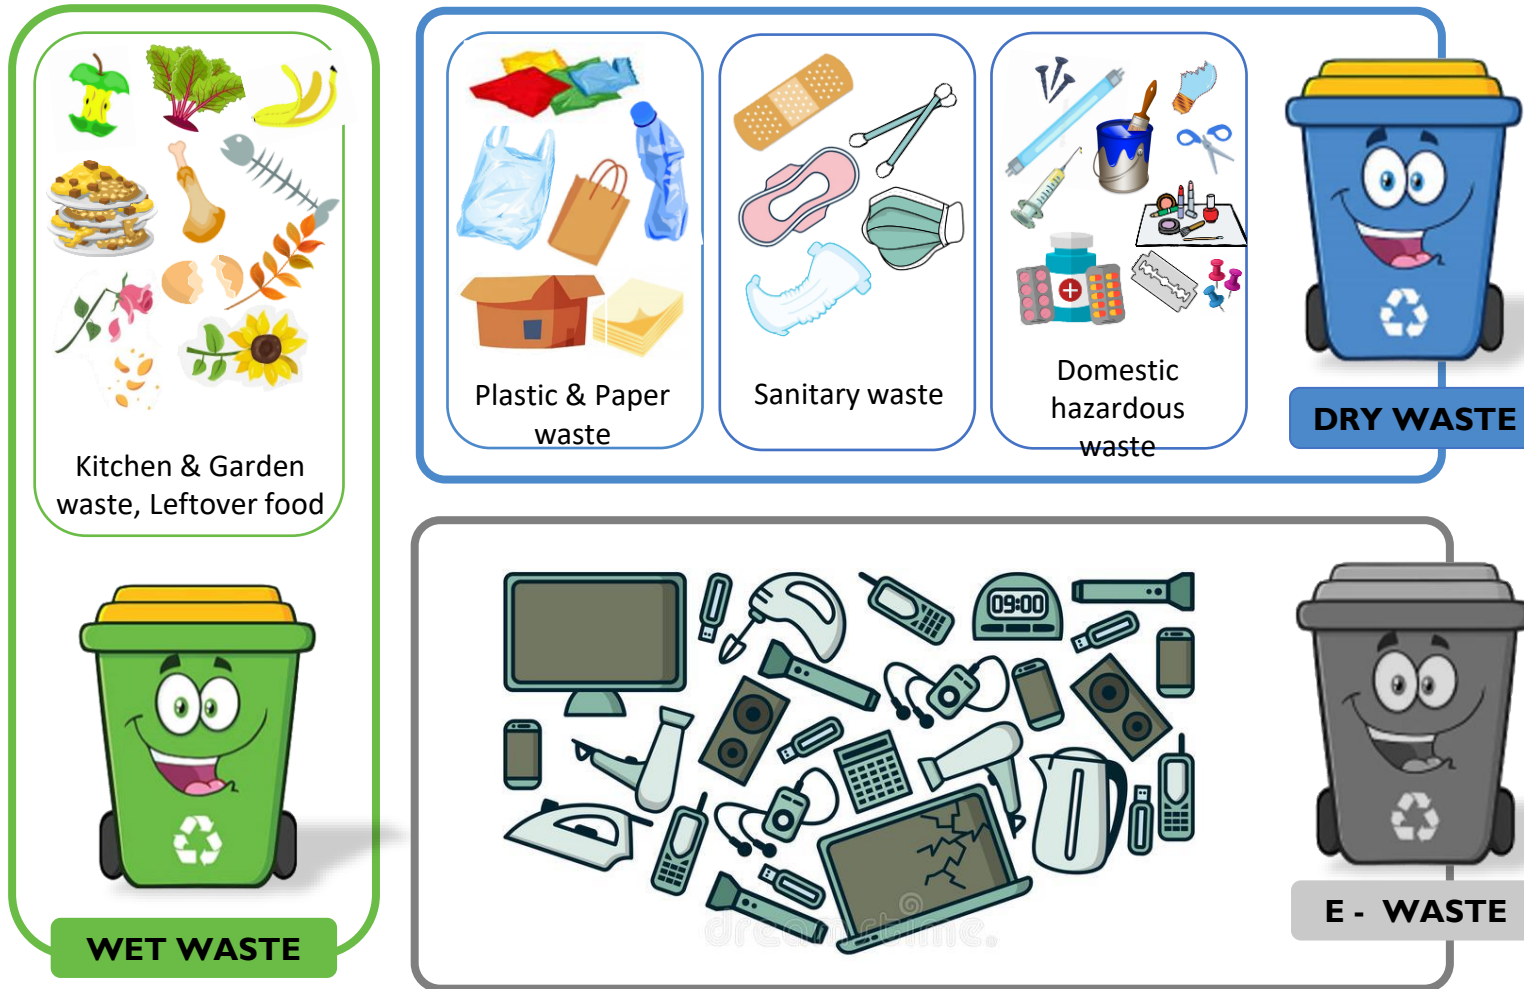 Kitchen & Garden
waste, Leftover food
WET WASTE
Plastic & Paper
waste
Sanitary waste
Domestic
hazardous
waste
DRY WASTE
09:00
E - WASTE
dreamstime.